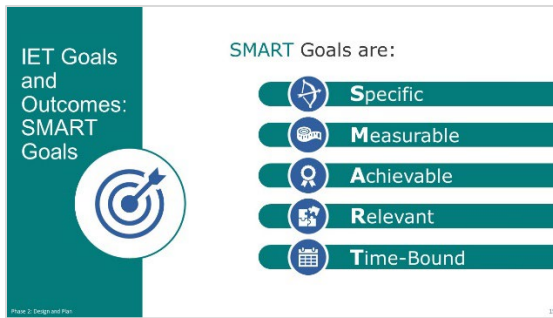 IET Goals
and
Outcomes:
SMART
Goals
SMART Goals are:
Specific
Measurable
Achievable
Relevant
Time-Bound
Phase 2: Design and Plan